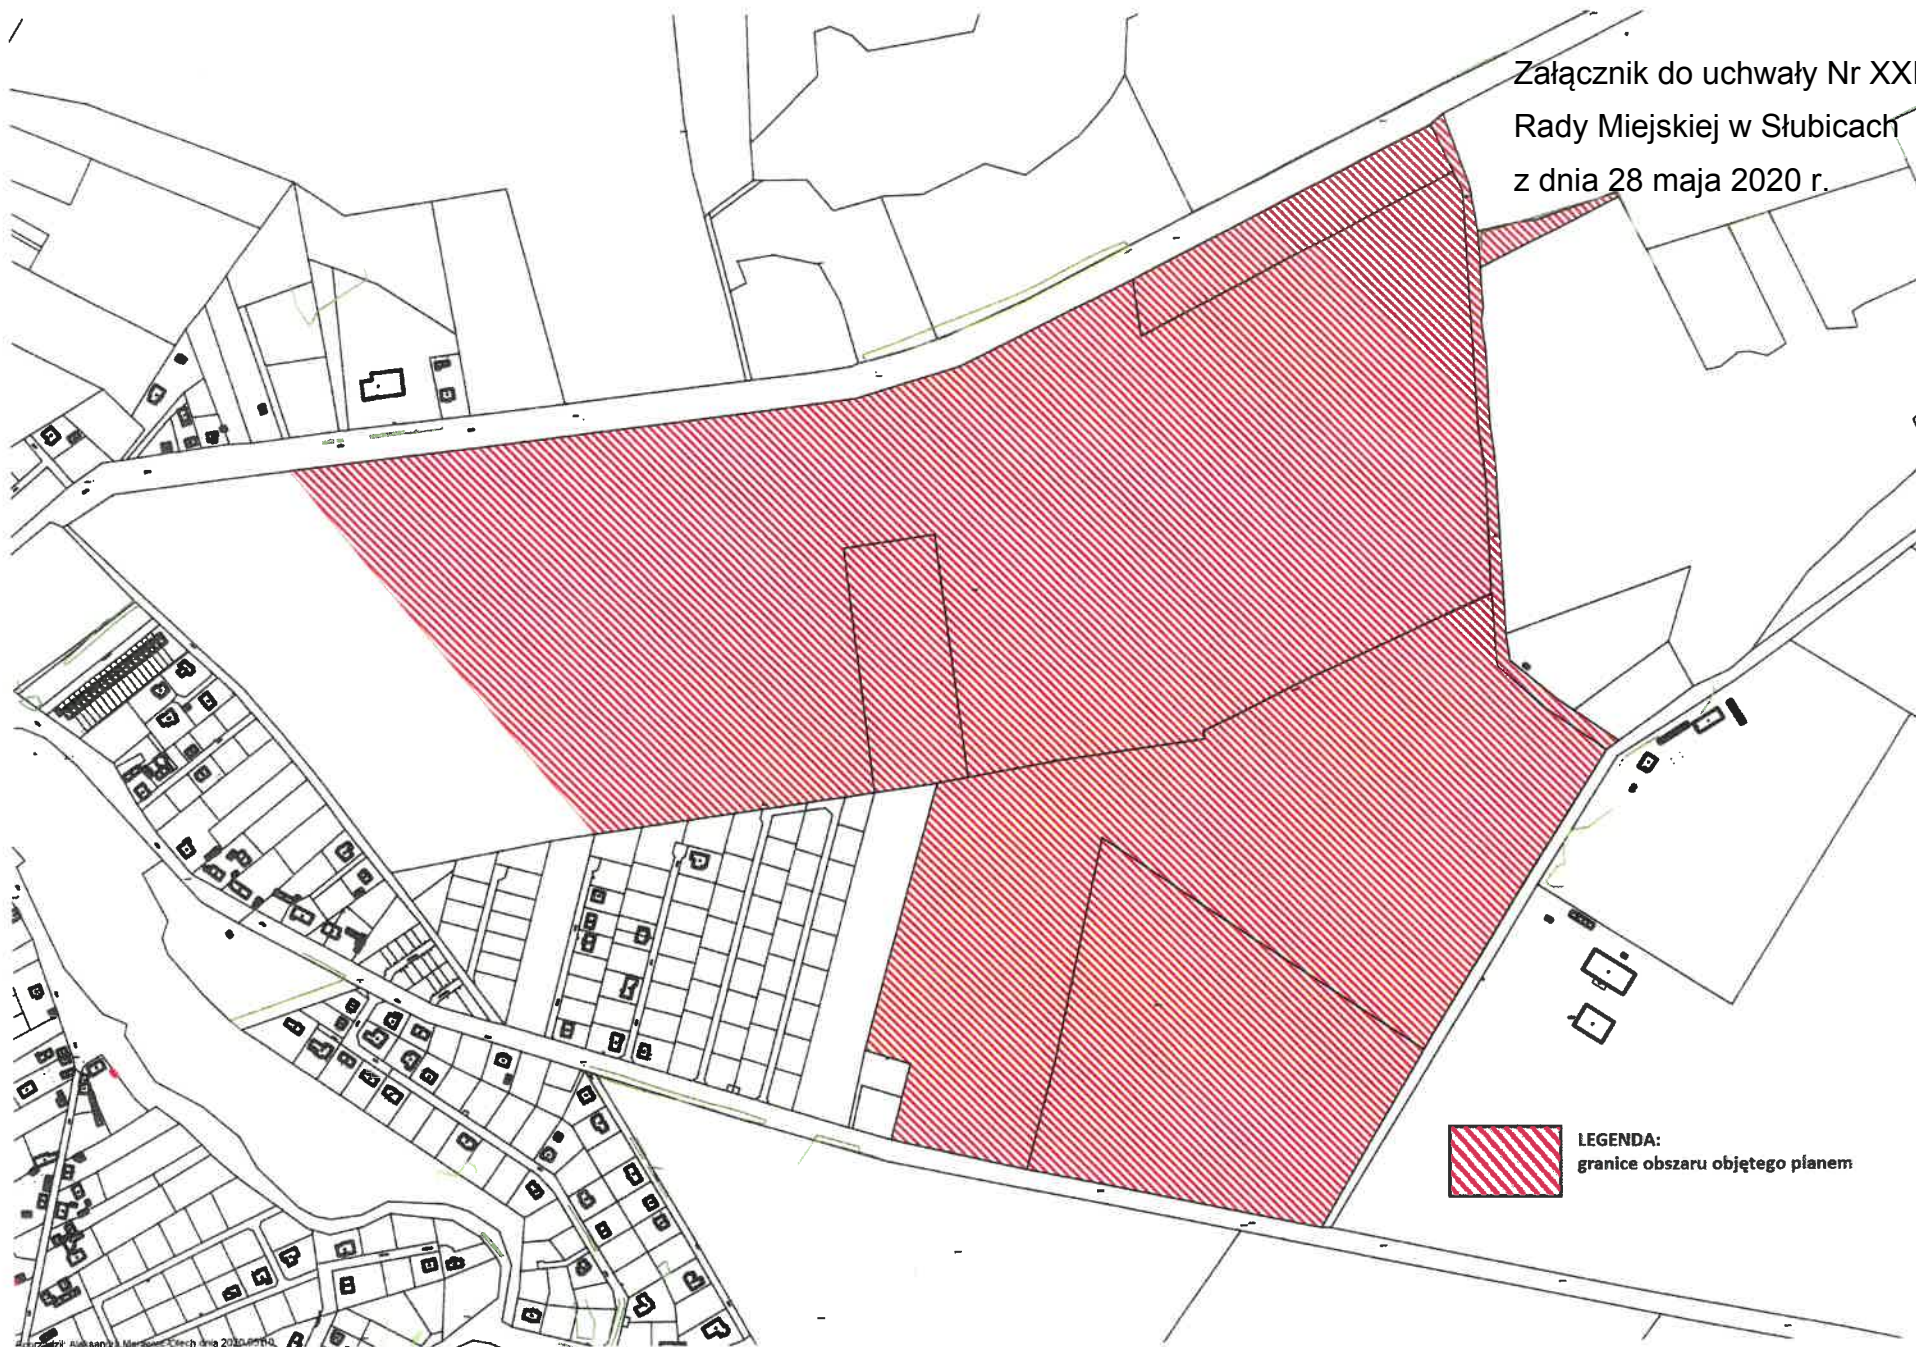 Załącznik do uchwały Nr XXI
Rady Miejskiej w Słubicach
z dnia 28 maja 2020 r.
LEGENDA:
granice obszaru objętego planem